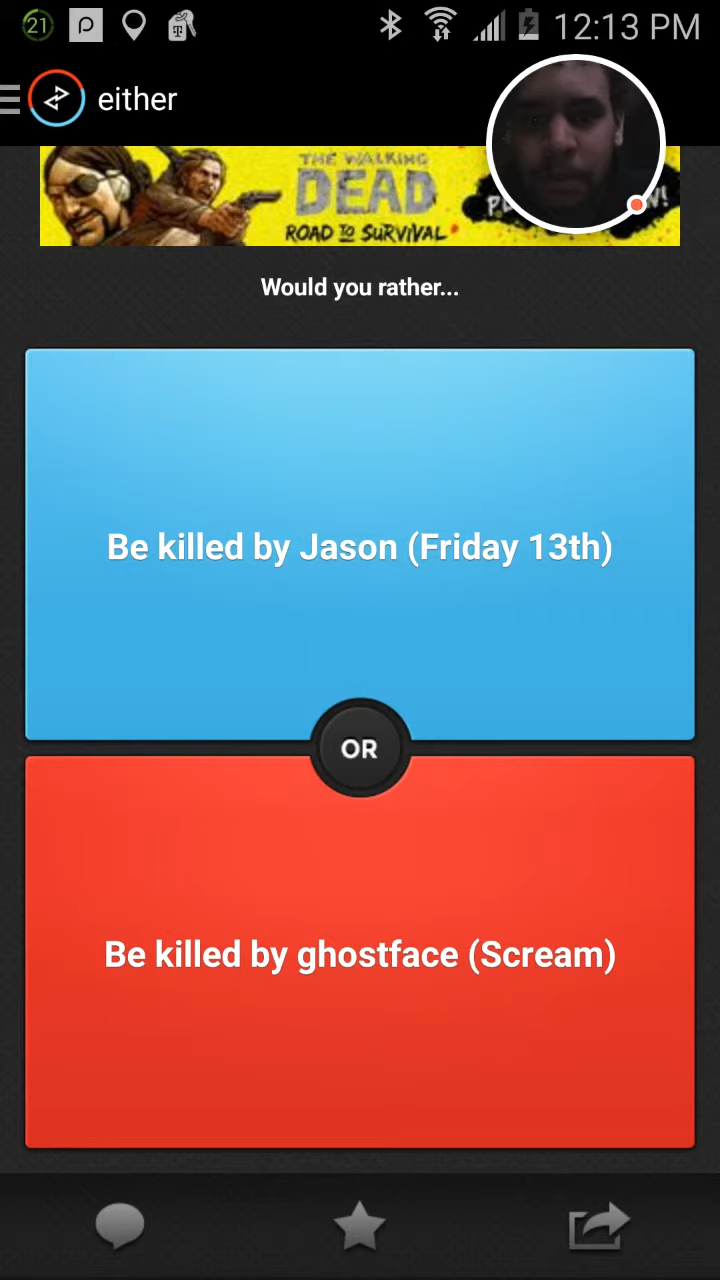 21
12:13 PM
either
THE WALKING
DEAD
ROAD TO SURVIVAL
Would you rather...
Be killed by Jason (Friday 13th)
OR
Be killed by ghostface (Scream)